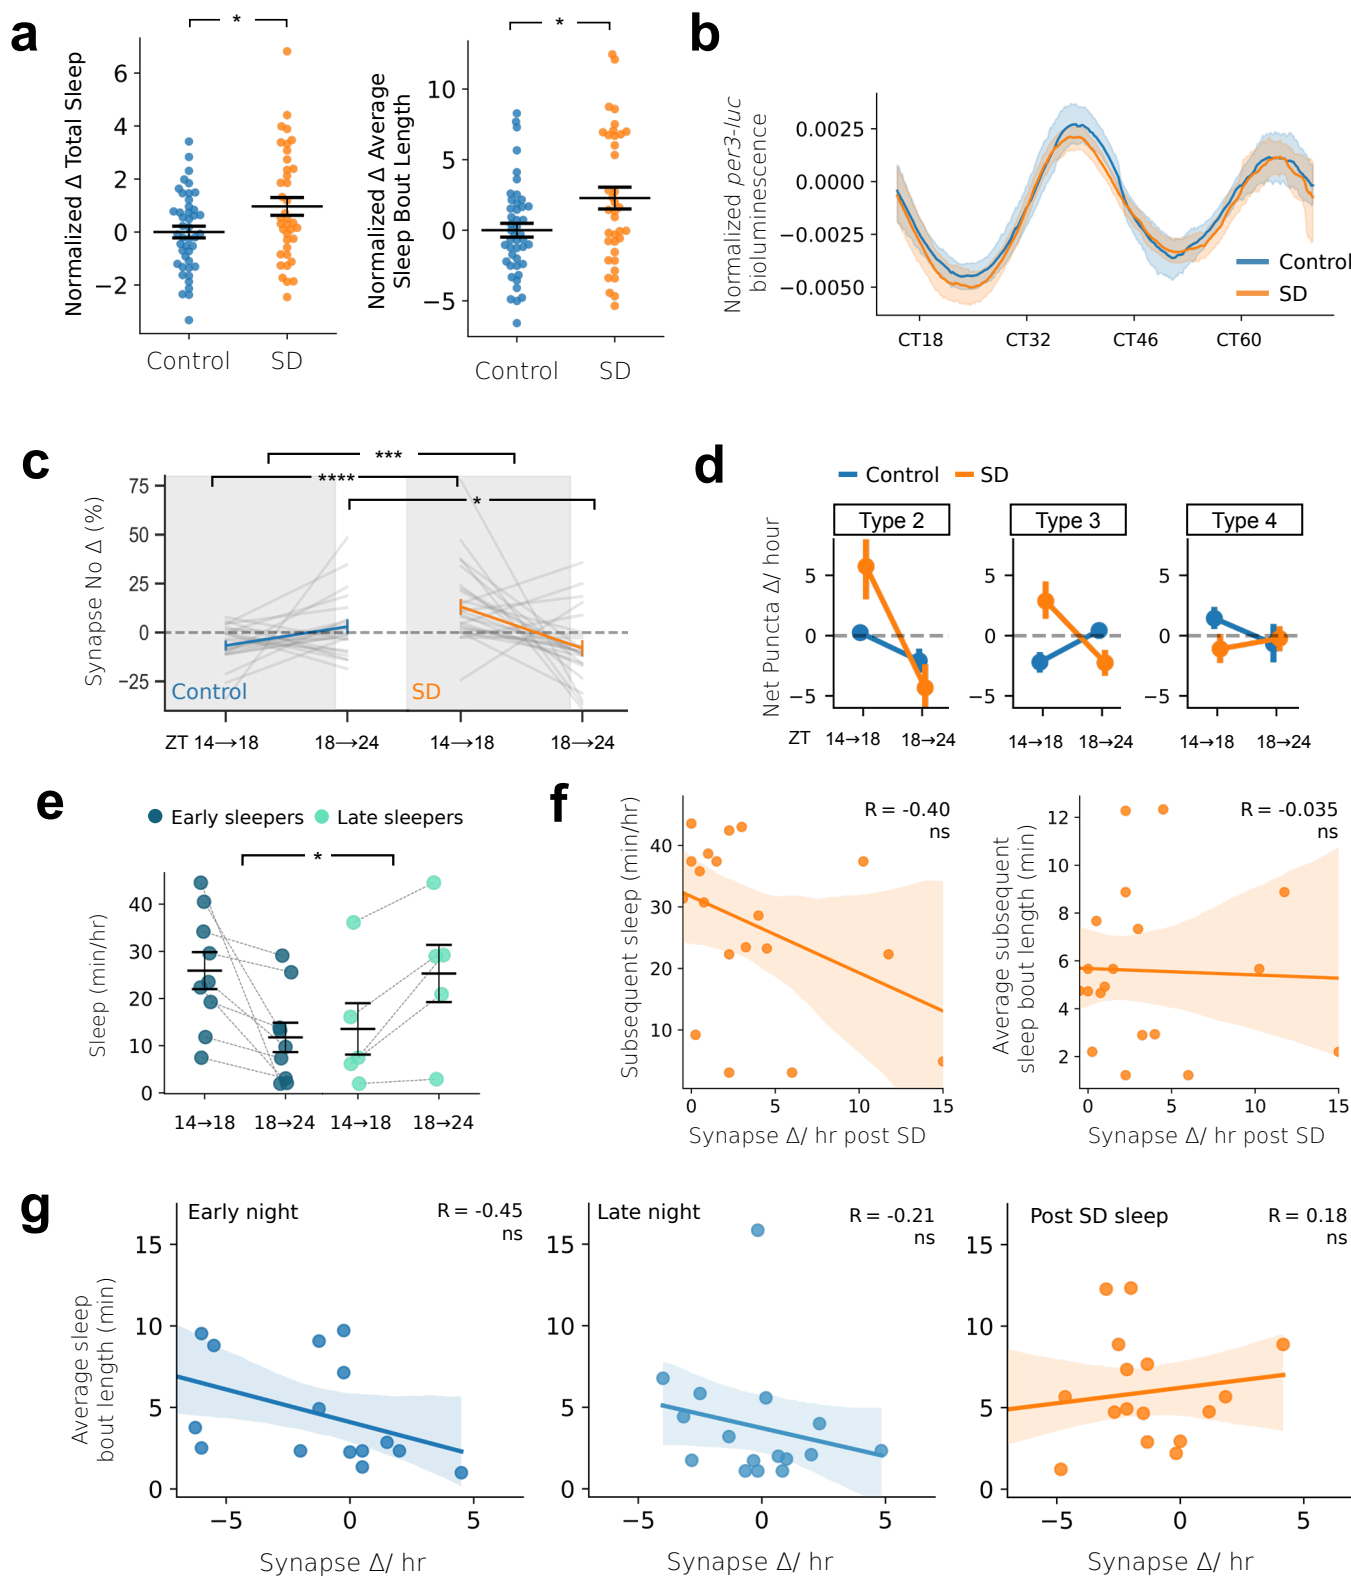 a
*
Normalized Δ Total Sleep
6
4
2
0
−2
Control
SD
*
Normalized Δ Average
Sleep Bout Length
10
5
0
−5
Control
SD
b
Normalized per3-luc
bioluminescence
0.0025
0.0000
−0.0025
−0.0050
CT18
CT32
CT46
CT60
Control
SD
c
***
****
*
Synapse No Δ (%)
75
50
25
0
−25
Control
SD
ZT 14→18
18→24
14→18
18→24
d
Control
SD
Type 2
Type 3
Type 4
Net Puncta Δ/ hour
5
0
−5
5
0
−5
5
0
−5
ZT
14→18
18→24
14→18
18→24
14→18
18→24
e
Early sleepers
Late sleepers
*
Sleep (min/hr)
40
30
20
10
0
14→18
18→24
14→18
18→24
f
Subsequent sleep (min/hr)
40
30
20
10
R = -0.40
ns
0
5
10
15
Synapse Δ/ hr post SD
Average subsequent
sleep bout length (min)
12
10
8
6
4
2
R = -0.035
ns
0
5
10
15
Synapse Δ/ hr post SD
g
Average sleep
bout length (min)
Early night
R = -0.45
ns
15
10
5
0
−5
0
5
Synapse Δ/ hr
Late night
R = -0.21
ns
15
10
5
0
−5
0
5
Synapse Δ/ hr
Post SD sleep
R = 0.18
ns
15
10
5
0
−5
0
5
Synapse Δ/ hr